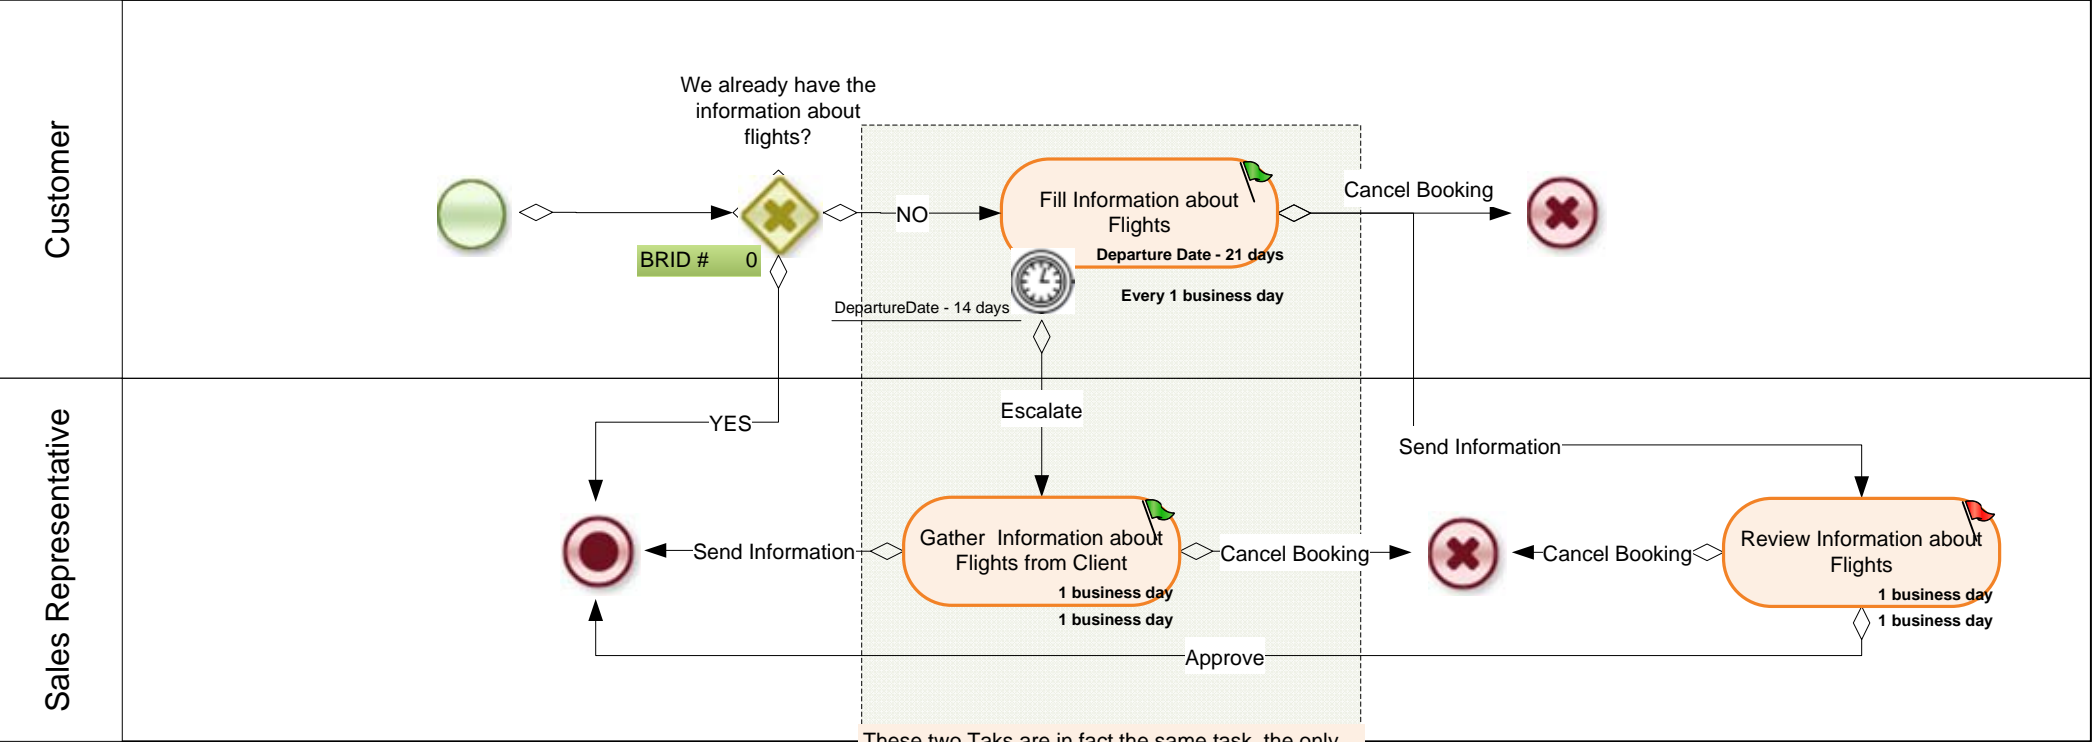 Customer
We already have the
information about
flights?
BRID # 0
NO
Fill Information about
Flights
Departure Date - 21 days
Every 1 business day
DepartureDate - 14 days
Cancel Booking
Sales Representative
YES
Escalate
Send Information
Send Information
Gather  Information about
Flights from Client
1 business day
1 business day
Cancel Booking
Cancel Booking
Review Information about
Flights
1 business day
1 business day
Approve
These two Taks are in fact the same task, the only